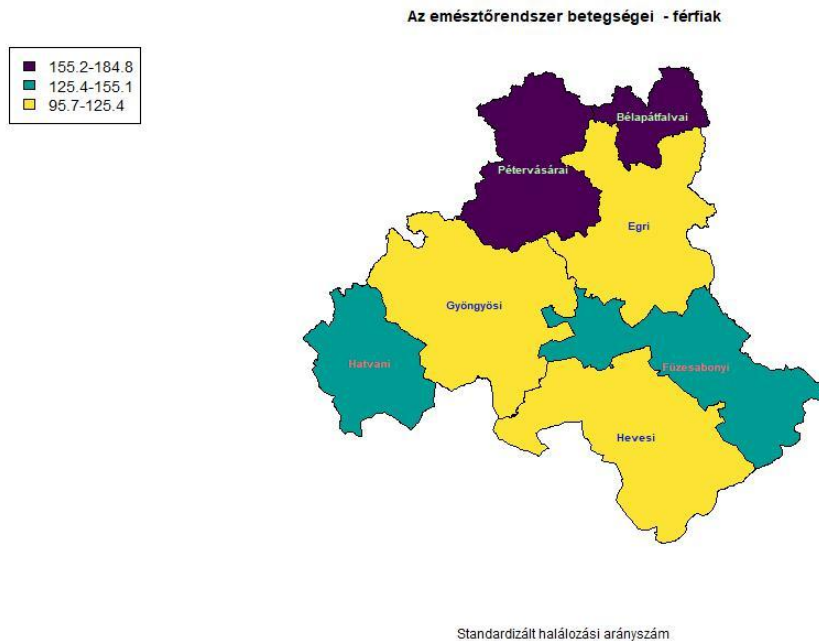 Az emésztőrendszer betegségei - férfiak
155.2-184.8
125.4-155.1
95.7-125.4
Bélapátfalvai
Pétervásárai
Egri
Gyöngyösi
Hatvani
Füzesabonyi
Hevesi
Standardizált halálozási arányszám